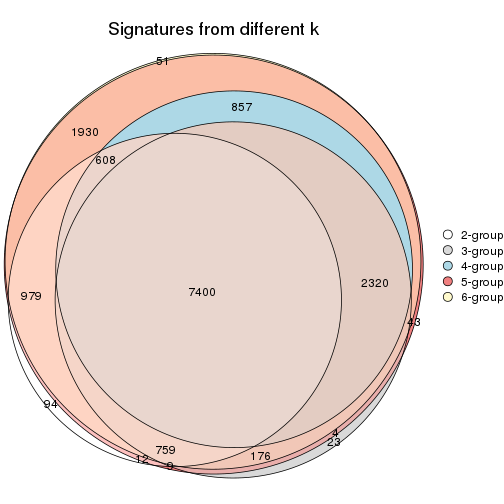 Signatures from different k
51
857
1930
608
2320
7400
979
43
94
4
23
759
176
12
9
2-group
3-group
4-group
5-group
6-group